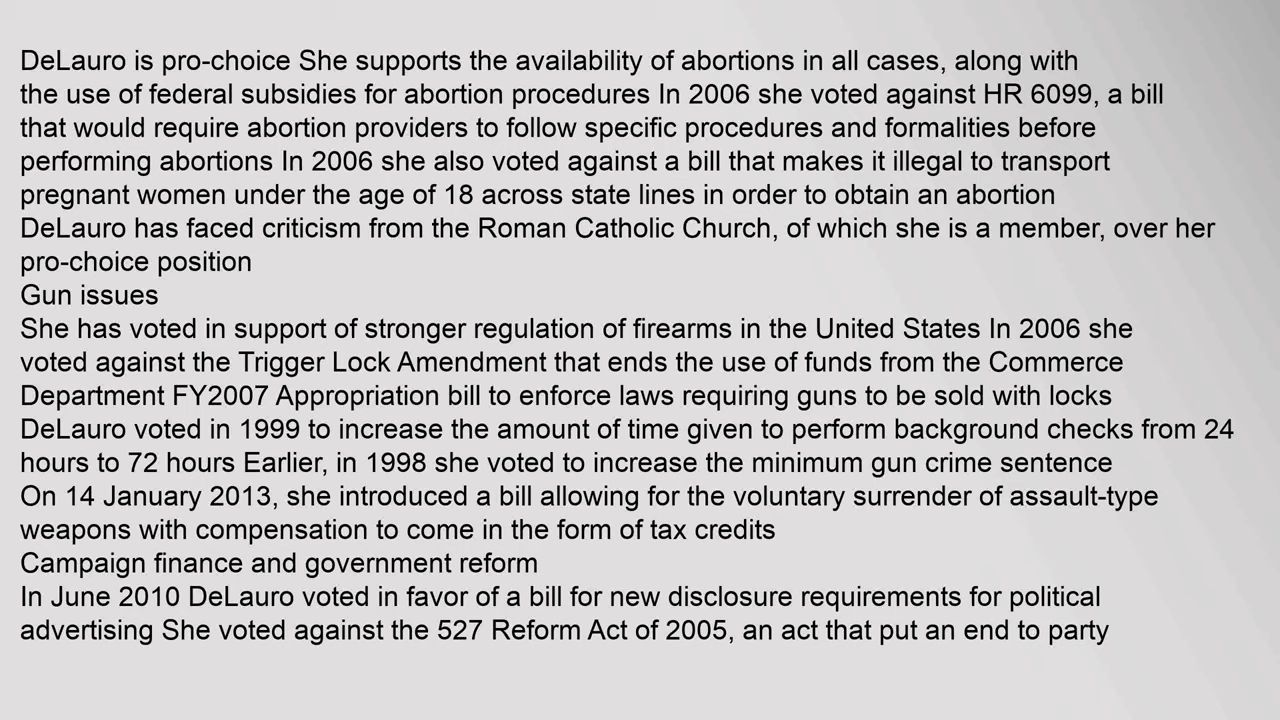 DeLauro is pro-choice She supports the availability of abortions in all cases, along with
the use of federal subsidies for abortion procedures In 2006 she voted against HR 6099, a bill
that would require abortion providers to follow specific procedures and formalities before
performing abortions In 2006 she also voted against a bill that makes it illegal to transport
pregnant women under the age of 18 across state lines in order to obtain an abortion
DeLauro has faced criticism from the Roman Catholic Church, of which she is a member, over her
pro-choice position
Gun issues
She has voted in support of stronger regulation of firearms in the United States In 2006 she
voted against the Trigger Lock Amendment that ends the use of funds from the Commerce
Department FY2007 Appropriation bill to enforce laws requiring guns to be sold with locks
DeLauro voted in 1999 to increase the amount of time given to perform background checks from 24
hours to 72 hours Earlier, in 1998 she voted to increase the minimum gun crime sentence
On 14 January 2013, she introduced a bill allowing for the voluntary surrender of assault-type
weapons with compensation to come in the form of tax credits
Campaign finance and government reform
In June 2010 DeLauro voted in favor of a bill for new disclosure requirements for political
advertising She voted against the 527 Reform Act of 2005, an act that put an end to party